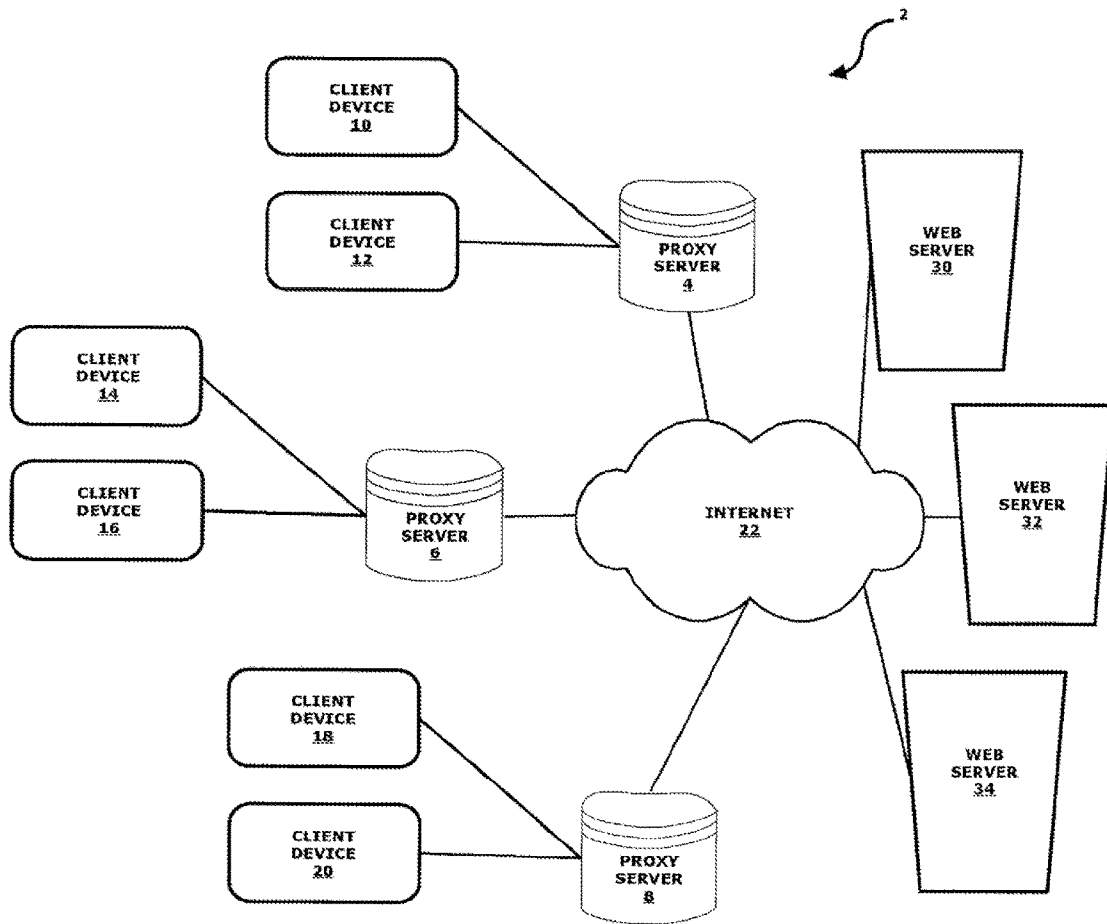 2
CLIENT
DEVICE
10
CLIENT
DEVICE
12
PROXY
SERVER
4
WEB
SERVER
30
CLIENT
DEVICE
14
CLIENT
DEVICE
16
PROXY
SERVER
6
INTERNET
22
WEB
SERVER
32
CLIENT
DEVICE
18
CLIENT
DEVICE
20
PROXY
SERVER
8
WEB
SERVER
34